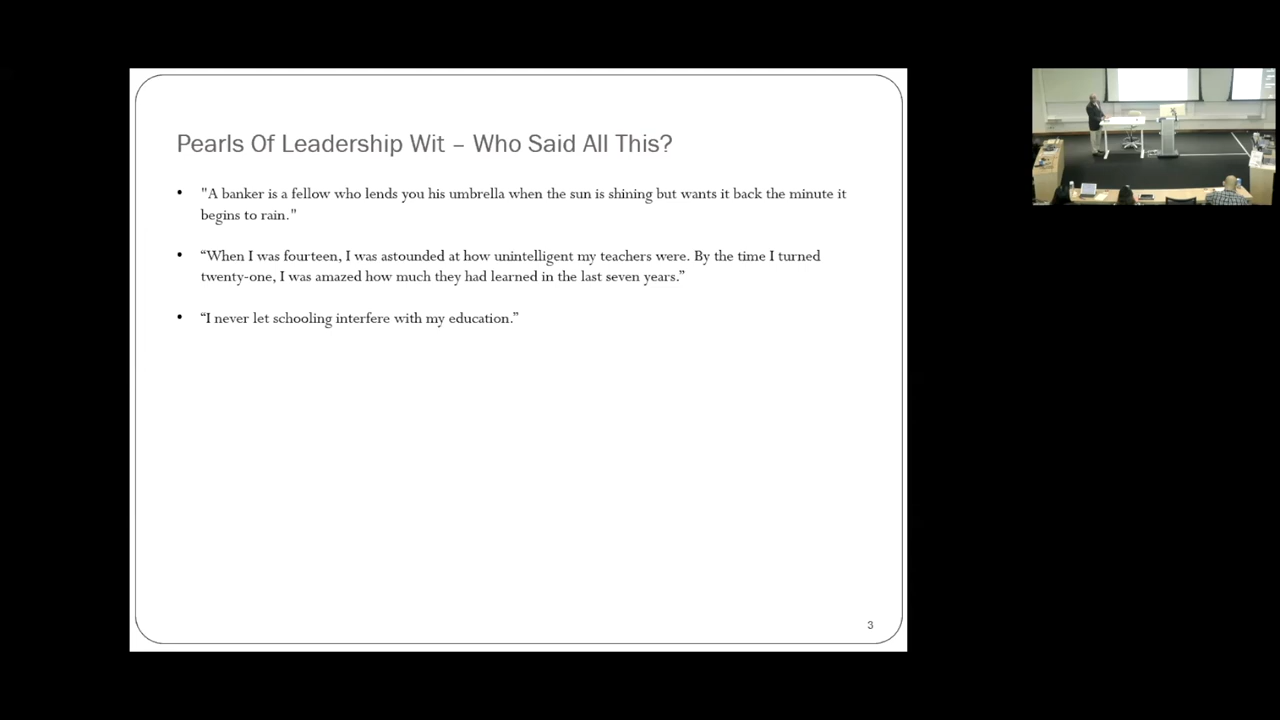 Pearls Of Leadership Wit – Who Said All This?
• "A banker is a fellow who lends you his umbrella when the sun is shining but wants it back the minute it
begins to rain."
• “When I was fourteen, I was astounded at how unintelligent my teachers were. By the time I turned
twenty-one, I was amazed how much they had learned in the last seven years.”
• “I never let schooling interfere with my education.”
3